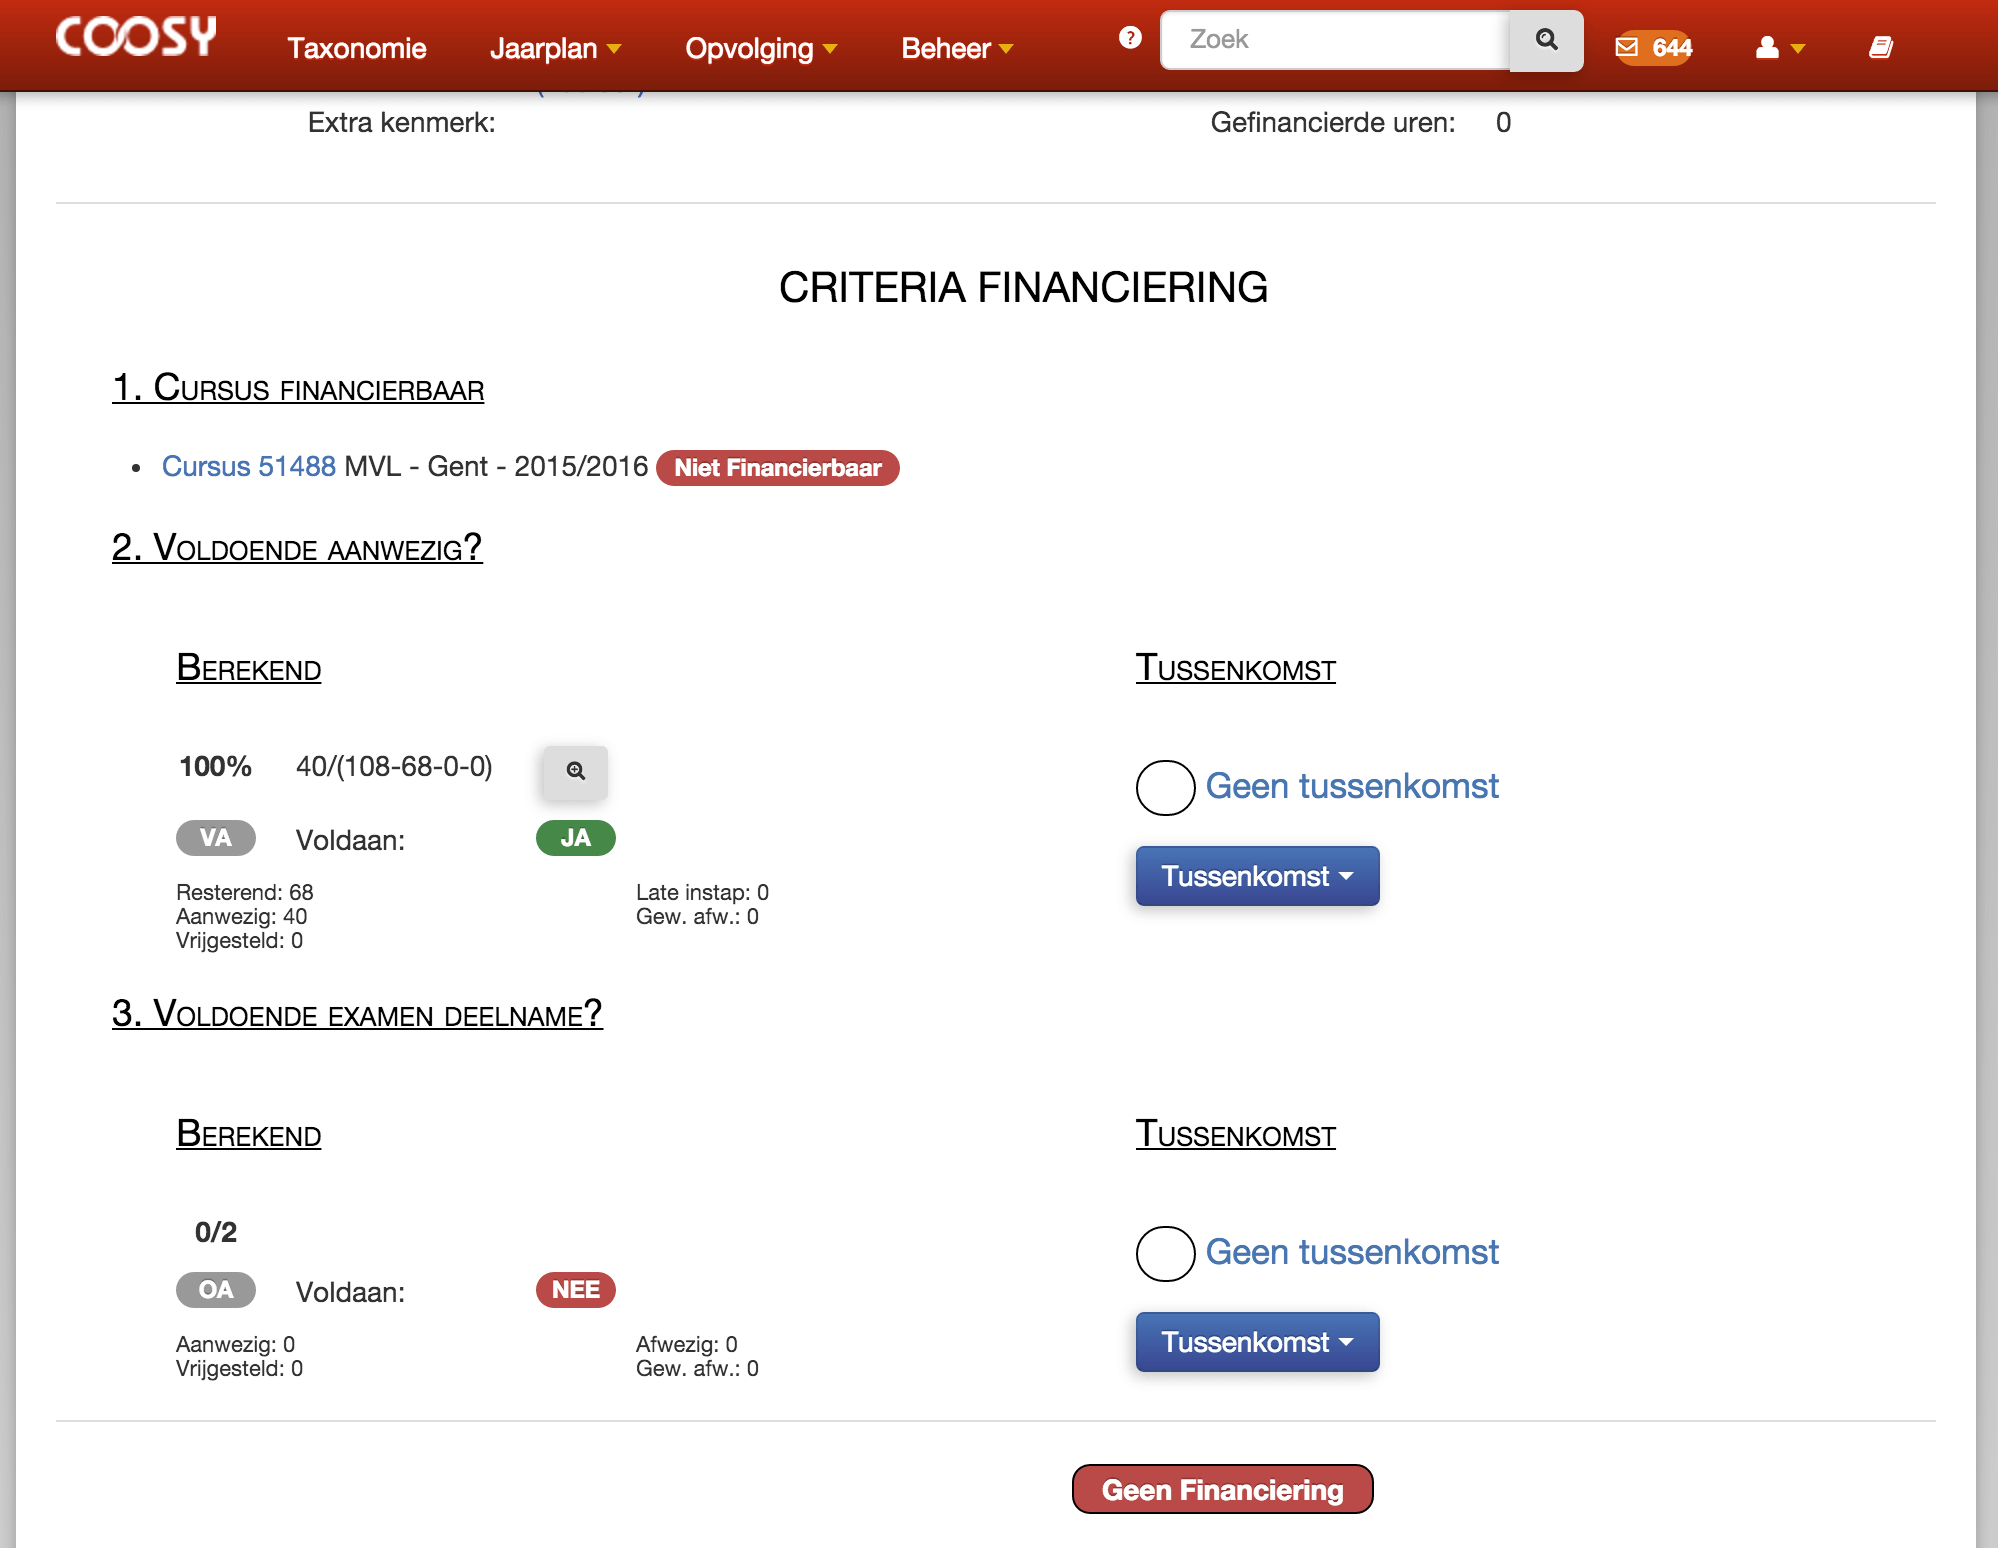 COOSY Taxonomie Jaarplan Opvolging Beheer ? Zoek 644
Extra kenmerk: Gefinancierde uren: 0
CRITERIA FINANCIERING
1. Cursus financierbaar
• Cursus 51488 MVL - Gent - 2015/2016 Niet Financierbaar
2. Voldoende aanwezig?
Berekend Tussenkomst
100% 40/(108-68-0-0) Geen tussenkomst
VA Voldaan: JA Tussenkomst
Resterend: 68 Late instap: 0
Aanwezig: 40 Gew. afw.: 0
Vrijgesteld: 0
3. Voldoende examen deelname?
Berekend Tussenkomst
0/2 Geen tussenkomst
OA Voldaan: NEE Tussenkomst
Aanwezig: 0 Afwezig: 0
Vrijgesteld: 0 Gew. afw.: 0
Geen Financiering